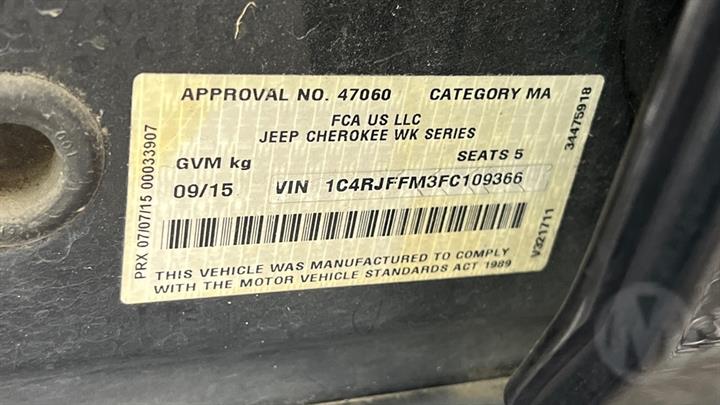 APPROVAL NO. 47060 CATEGORY MA
FCA US LLC
JEEP CHEROKEE WK SERIES
GVM kg SEATS 5
09/15 VIN 1C4RJFFM3FC109366
THIS VEHICLE WAS MANUFACTURED TO COMPLY
WITH THE MOTOR VEHICLE STANDARDS ACT 1989
PRX 07/07/15 00033907
34475918
V321711